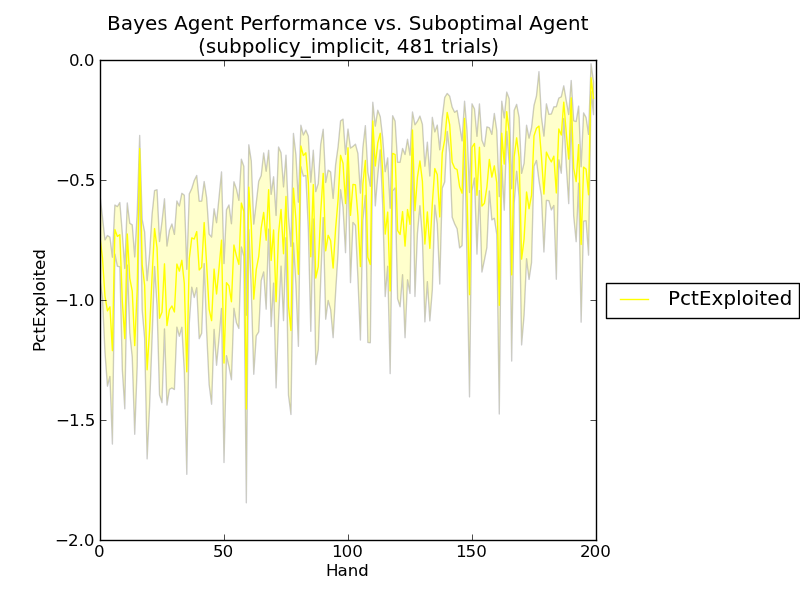 Bayes Agent Performance vs. Suboptimal Agent
(subpolicy_implicit, 481 trials)
0.0
−0.5
−1.0
−1.5
−2.0
PctExploited
0
50
100
150
200
Hand
PctExploited